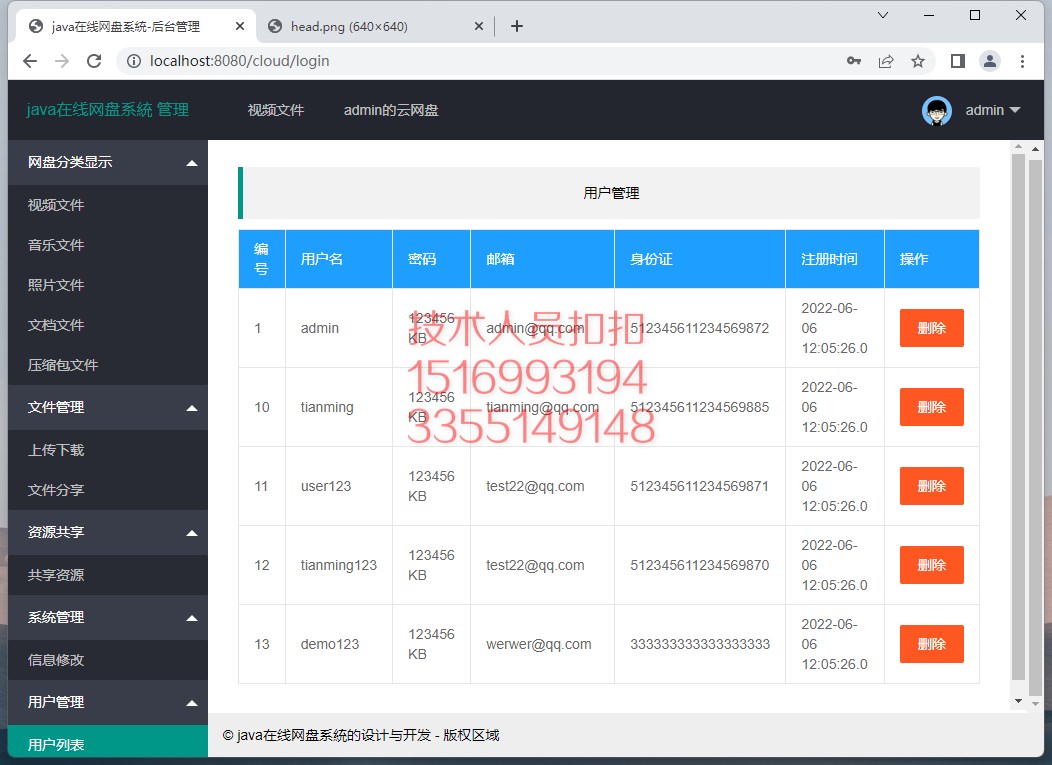 java在线网盘系统-后台管理
head.png (640×640)
localhost:8080/cloud/login
java在线网盘系統 管理
视频文件
admin的云网盘
admin
网盘分类显示
视频文件
音乐文件
照片文件
文档文件
压缩包文件
文件管理
上传下载
文件分享
资源共享
共享资源
系统管理
信息修改
用户管理
用户列表
用户管理
编号 用户名 密码 邮箱 身份证 注册时间 操作
1 admin 123456 KB admin@qq.com 512345611234569872 2022-06-06 12:05:26.0 删除
10 tianming 123456 KB tianming@qq.com 512345611234569885 2022-06-06 12:05:26.0 删除
11 user123 123456 KB test22@qq.com 512345611234569871 2022-06-06 12:05:26.0 删除
12 tianming123 123456 KB test22@qq.com 512345611234569870 2022-06-06 12:05:26.0 删除
13 demo123 123456 KB werwer@qq.com 333333333333333333 2022-06-06 12:05:26.0 删除
技术人员扣扣
1516993194
3355149148
© java在线网盘系统的设计与开发 - 版权区域